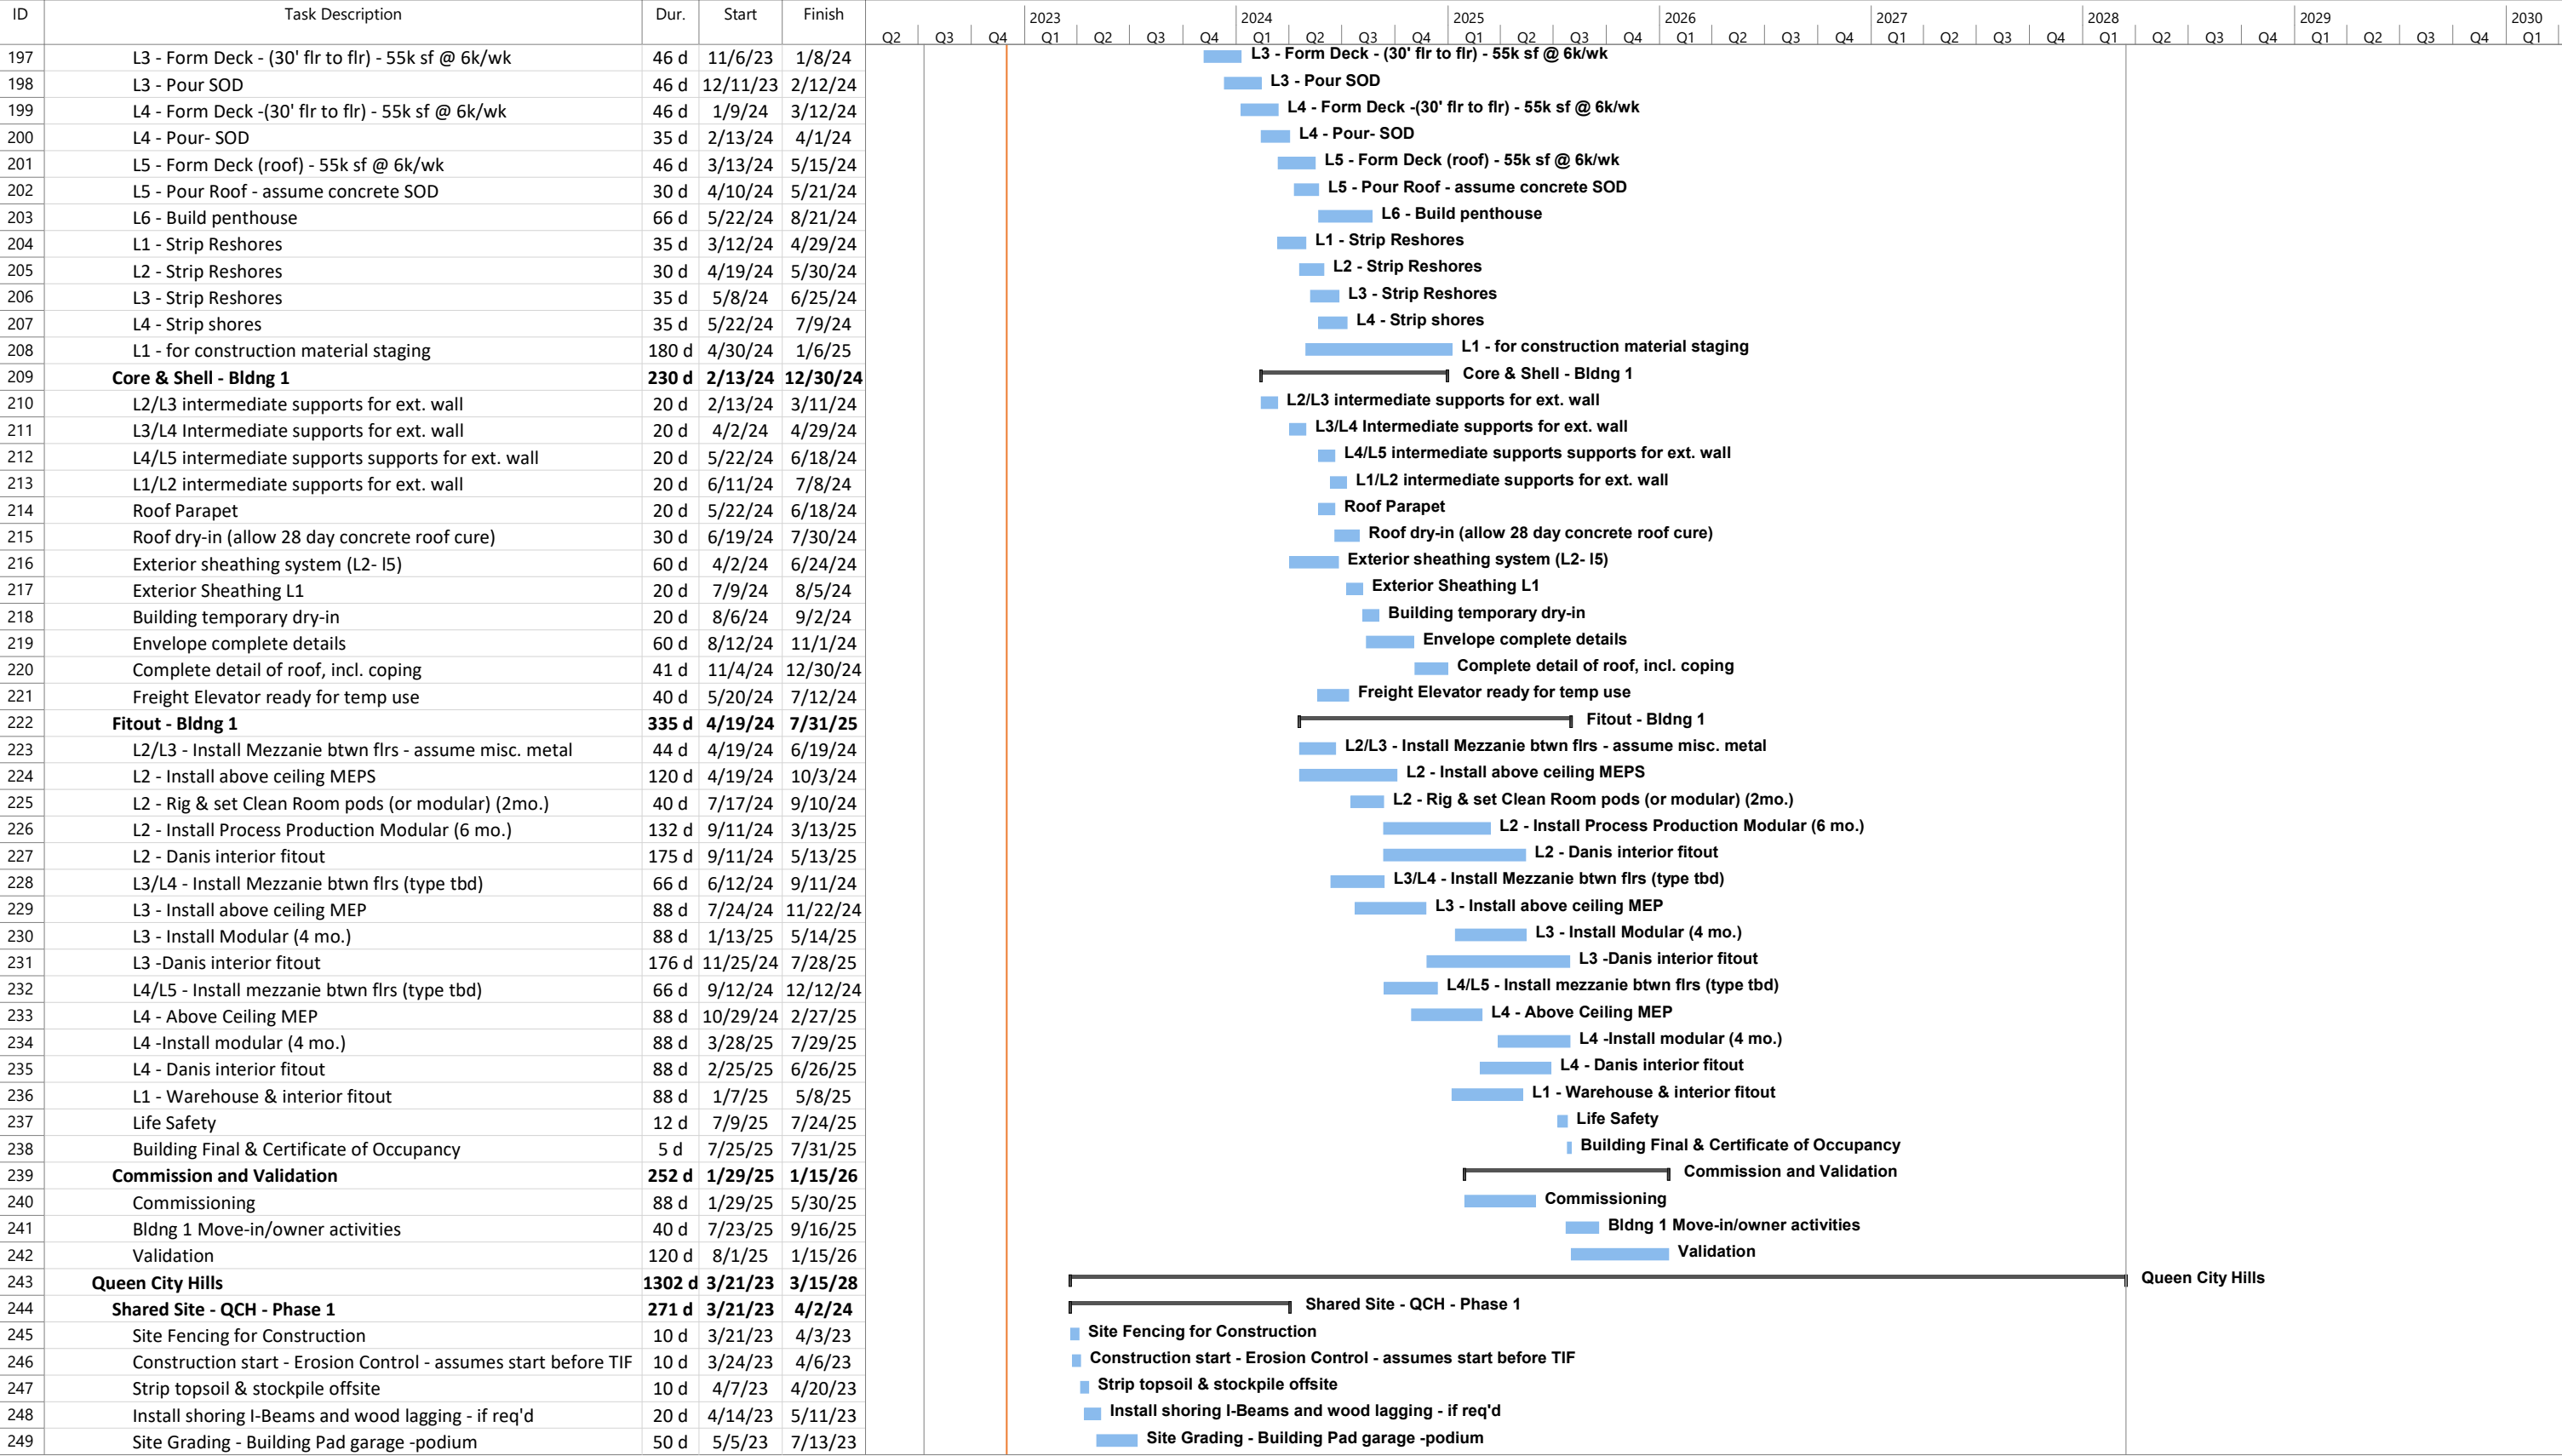 ID Task Description Dur. Start Finish 2023 2024 2025 2026 2027 2028 2029 2030
Q2 Q3 Q4 Q1 Q2 Q3 Q4 Q1 Q2 Q3 Q4 Q1 Q2 Q3 Q4 Q1 Q2 Q3 Q4 Q1 Q2 Q3 Q4 Q1 Q2 Q3 Q4 Q1 Q2 Q3 Q4 Q1
197 L3 - Form Deck - (30' flr to flr) - 55k sf @ 6k/wk 46 d 11/6/23 1/8/24 L3 - Form Deck - (30' flr to flr) - 55k sf @ 6k/wk
198 L3 - Pour SOD 46 d 12/11/23 2/12/24 L3 - Pour SOD
199 L4 - Form Deck -(30' flr to flr) - 55k sf @ 6k/wk 46 d 1/9/24 3/12/24 L4 - Form Deck -(30' flr to flr) - 55k sf @ 6k/wk
200 L4 - Pour- SOD 35 d 2/13/24 4/1/24 L4 - Pour- SOD
201 L5 - Form Deck (roof) - 55k sf @ 6k/wk 46 d 3/13/24 5/15/24 L5 - Form Deck (roof) - 55k sf @ 6k/wk
202 L5 - Pour Roof - assume concrete SOD 30 d 4/10/24 5/21/24 L5 - Pour Roof - assume concrete SOD
203 L6 - Build penthouse 66 d 5/22/24 8/21/24 L6 - Build penthouse
204 L1 - Strip Reshores 35 d 3/12/24 4/29/24 L1 - Strip Reshores
205 L2 - Strip Reshores 30 d 4/19/24 5/30/24 L2 - Strip Reshores
206 L3 - Strip Reshores 35 d 5/8/24 6/25/24 L3 - Strip Reshores
207 L4 - Strip shores 35 d 5/22/24 7/9/24 L4 - Strip shores
208 L1 - for construction material staging 180 d 4/30/24 1/6/25 L1 - for construction material staging
209 Core & Shell - Bldng 1 230 d 2/13/24 12/30/24 Core & Shell - Bldng 1
210 L2/L3 intermediate supports for ext. wall 20 d 2/13/24 3/11/24 L2/L3 intermediate supports for ext. wall
211 L3/L4 Intermediate supports for ext. wall 20 d 4/2/24 4/29/24 L3/L4 Intermediate supports for ext. wall
212 L4/L5 intermediate supports supports for ext. wall 20 d 5/22/24 6/18/24 L4/L5 intermediate supports supports for ext. wall
213 L1/L2 intermediate supports for ext. wall 20 d 6/11/24 7/8/24 L1/L2 intermediate supports for ext. wall
214 Roof Parapet 20 d 5/22/24 6/18/24 Roof Parapet
215 Roof dry-in (allow 28 day concrete roof cure) 30 d 6/19/24 7/30/24 Roof dry-in (allow 28 day concrete roof cure)
216 Exterior sheathing system (L2- l5) 60 d 4/2/24 6/24/24 Exterior sheathing system (L2- l5)
217 Exterior Sheathing L1 20 d 7/9/24 8/5/24 Exterior Sheathing L1
218 Building temporary dry-in 20 d 8/6/24 9/2/24 Building temporary dry-in
219 Envelope complete details 60 d 8/12/24 11/1/24 Envelope complete details
220 Complete detail of roof, incl. coping 41 d 11/4/24 12/30/24 Complete detail of roof, incl. coping
221 Freight Elevator ready for temp use 40 d 5/20/24 7/12/24 Freight Elevator ready for temp use
222 Fitout - Bldng 1 335 d 4/19/24 7/31/25 Fitout - Bldng 1
223 L2/L3 - Install Mezzanie btwn flrs - assume misc. metal 44 d 4/19/24 6/19/24 L2/L3 - Install Mezzanie btwn flrs - assume misc. metal
224 L2 - Install above ceiling MEPS 120 d 4/19/24 10/3/24 L2 - Install above ceiling MEPS
225 L2 - Rig & set Clean Room pods (or modular) (2mo.) 40 d 7/17/24 9/10/24 L2 - Rig & set Clean Room pods (or modular) (2mo.)
226 L2 - Install Process Production Modular (6 mo.) 132 d 9/11/24 3/13/25 L2 - Install Process Production Modular (6 mo.)
227 L2 - Danis interior fitout 175 d 9/11/24 5/13/25 L2 - Danis interior fitout
228 L3/L4 - Install Mezzanie btwn flrs (type tbd) 66 d 6/12/24 9/11/24 L3/L4 - Install Mezzanie btwn flrs (type tbd)
229 L3 - Install above ceiling MEP 88 d 7/24/24 11/22/24 L3 - Install above ceiling MEP
230 L3 - Install Modular (4 mo.) 88 d 1/13/25 5/14/25 L3 - Install Modular (4 mo.)
231 L3 -Danis interior fitout 176 d 11/25/24 7/28/25 L3 -Danis interior fitout
232 L4/L5 - Install mezzanie btwn flrs (type tbd) 66 d 9/12/24 12/12/24 L4/L5 - Install mezzanie btwn flrs (type tbd)
233 L4 - Above Ceiling MEP 88 d 10/29/24 2/27/25 L4 - Above Ceiling MEP
234 L4 -Install modular (4 mo.) 88 d 3/28/25 7/29/25 L4 -Install modular (4 mo.)
235 L4 - Danis interior fitout 88 d 2/25/25 6/26/25 L4 - Danis interior fitout
236 L1 - Warehouse & interior fitout 88 d 1/7/25 5/8/25 L1 - Warehouse & interior fitout
237 Life Safety 12 d 7/9/25 7/24/25 Life Safety
238 Building Final & Certificate of Occupancy 5 d 7/25/25 7/31/25 Building Final & Certificate of Occupancy
239 Commission and Validation 252 d 1/29/25 1/15/26 Commission and Validation
240 Commissioning 88 d 1/29/25 5/30/25 Commissioning
241 Bldng 1 Move-in/owner activities 40 d 7/23/25 9/16/25 Bldng 1 Move-in/owner activities
242 Validation 120 d 8/1/25 1/15/26 Validation
243 Queen City Hills 1302 d 3/21/23 3/15/28 Queen City Hills
244 Shared Site - QCH - Phase 1 271 d 3/21/23 4/2/24 Shared Site - QCH - Phase 1
245 Site Fencing for Construction 10 d 3/21/23 4/3/23 Site Fencing for Construction
246 Construction start - Erosion Control - assumes start before TIF 10 d 3/24/23 4/6/23 Construction start - Erosion Control - assumes start before TIF
247 Strip topsoil & stockpile offsite 10 d 4/7/23 4/20/23 Strip topsoil & stockpile offsite
248 Install shoring I-Beams and wood lagging - if req'd 20 d 4/14/23 5/11/23 Install shoring I-Beams and wood lagging - if req'd
249 Site Grading - Building Pad garage -podium 50 d 5/5/23 7/13/23 Site Grading - Building Pad garage -podium